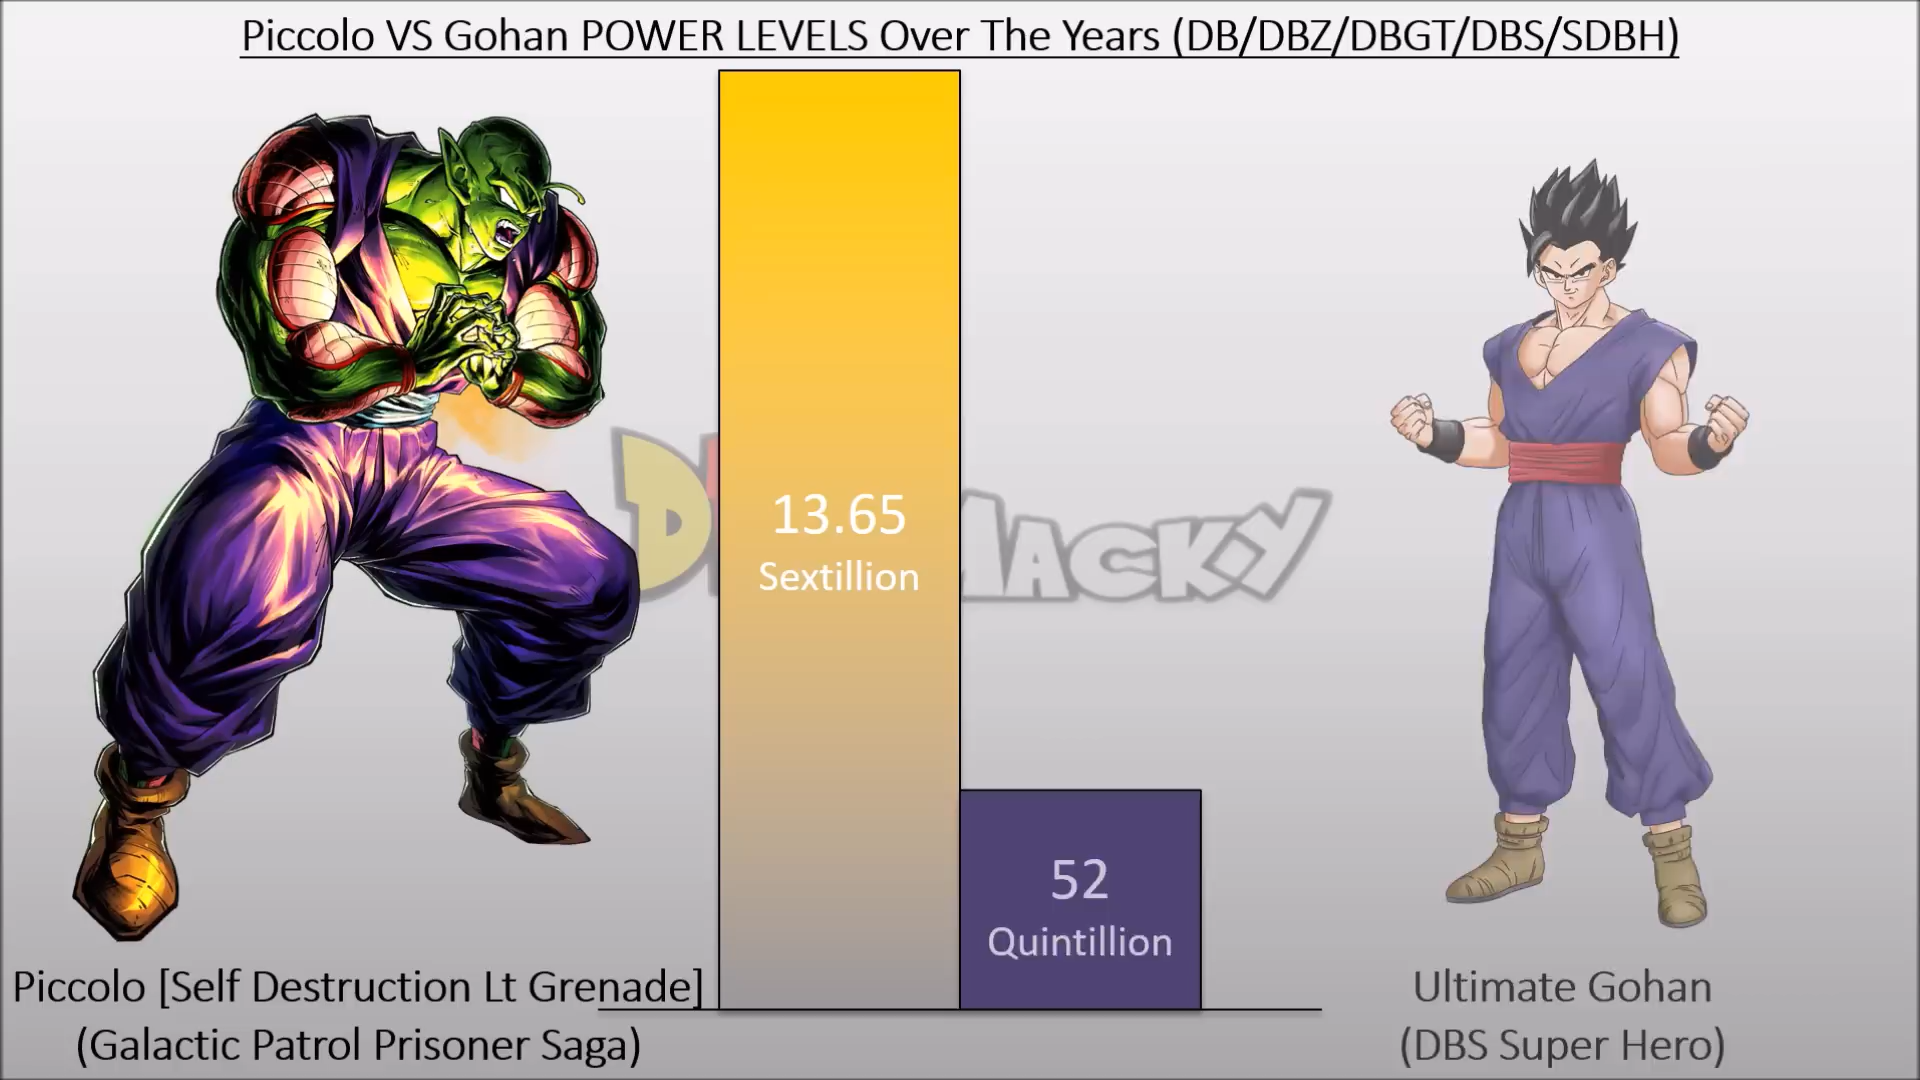 Piccolo VS Gohan POWER LEVELS Over The Years (DB/DBZ/DBGT/DBS/SDBH)
13.65
Sextillion
52
Quintillion
Piccolo [Self Destruction Lt Grenade]
(Galactic Patrol Prisoner Saga)
Ultimate Gohan
(DBS Super Hero)